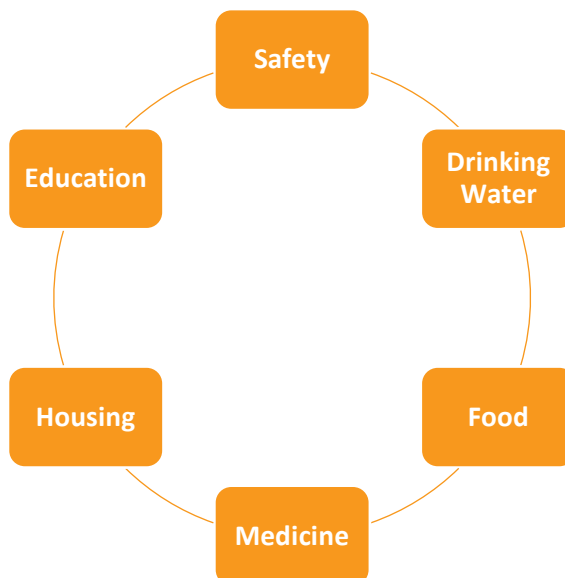 Safety
Drinking
Water
Food
Medicine
Housing
Education